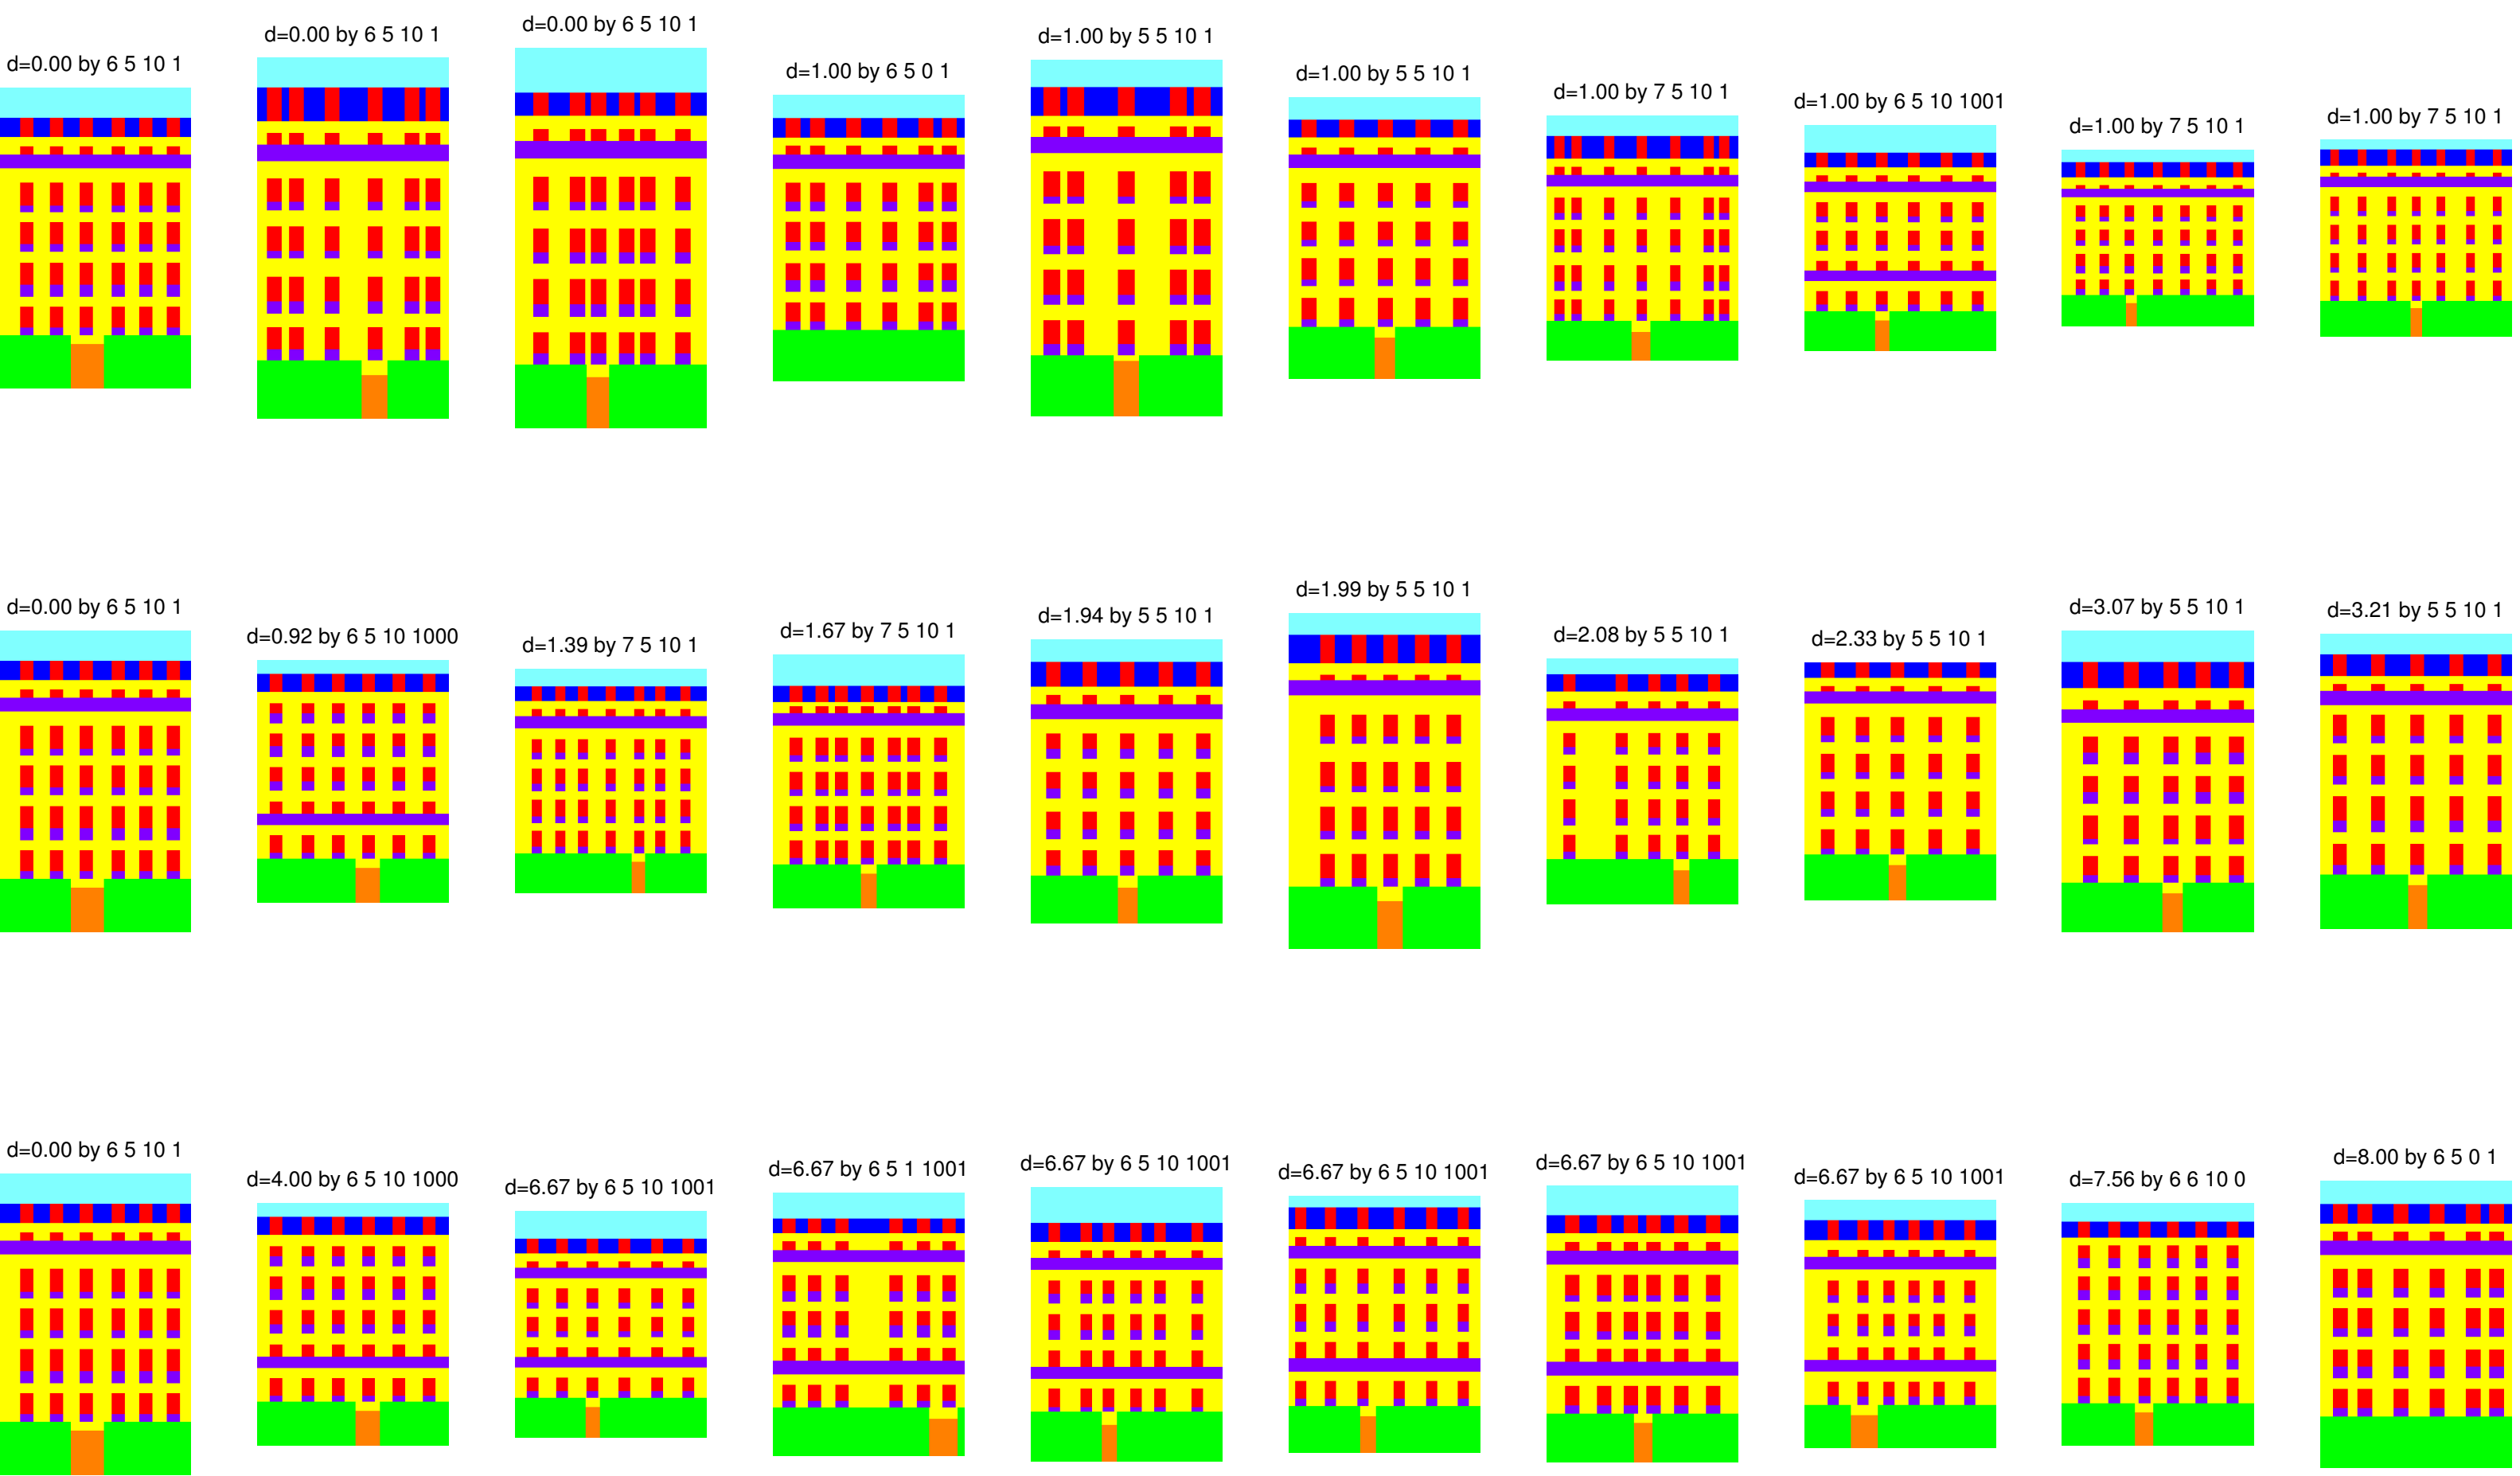 d=0.00 by 6 5 10 1
d=0.00 by 6 5 10 1
d=0.00 by 6 5 10 1
d=1.00 by 6 5 0 1
d=1.00 by 5 5 10 1
d=1.00 by 5 5 10 1
d=1.00 by 7 5 10 1
d=1.00 by 6 5 10 1001
d=1.00 by 7 5 10 1
d=1.00 by 7 5 10 1
d=0.00 by 6 5 10 1
d=0.92 by 6 5 10 1000
d=1.39 by 7 5 10 1
d=1.67 by 7 5 10 1
d=1.94 by 5 5 10 1
d=1.99 by 5 5 10 1
d=2.08 by 5 5 10 1
d=2.33 by 5 5 10 1
d=3.07 by 5 5 10 1
d=3.21 by 5 5 10 1
d=0.00 by 6 5 10 1
d=4.00 by 6 5 10 1000
d=6.67 by 6 5 10 1001
d=6.67 by 6 5 1 1001
d=6.67 by 6 5 10 1001
d=6.67 by 6 5 10 1001
d=6.67 by 6 5 10 1001
d=6.67 by 6 5 10 1001
d=7.56 by 6 6 10 0
d=8.00 by 6 5 0 1